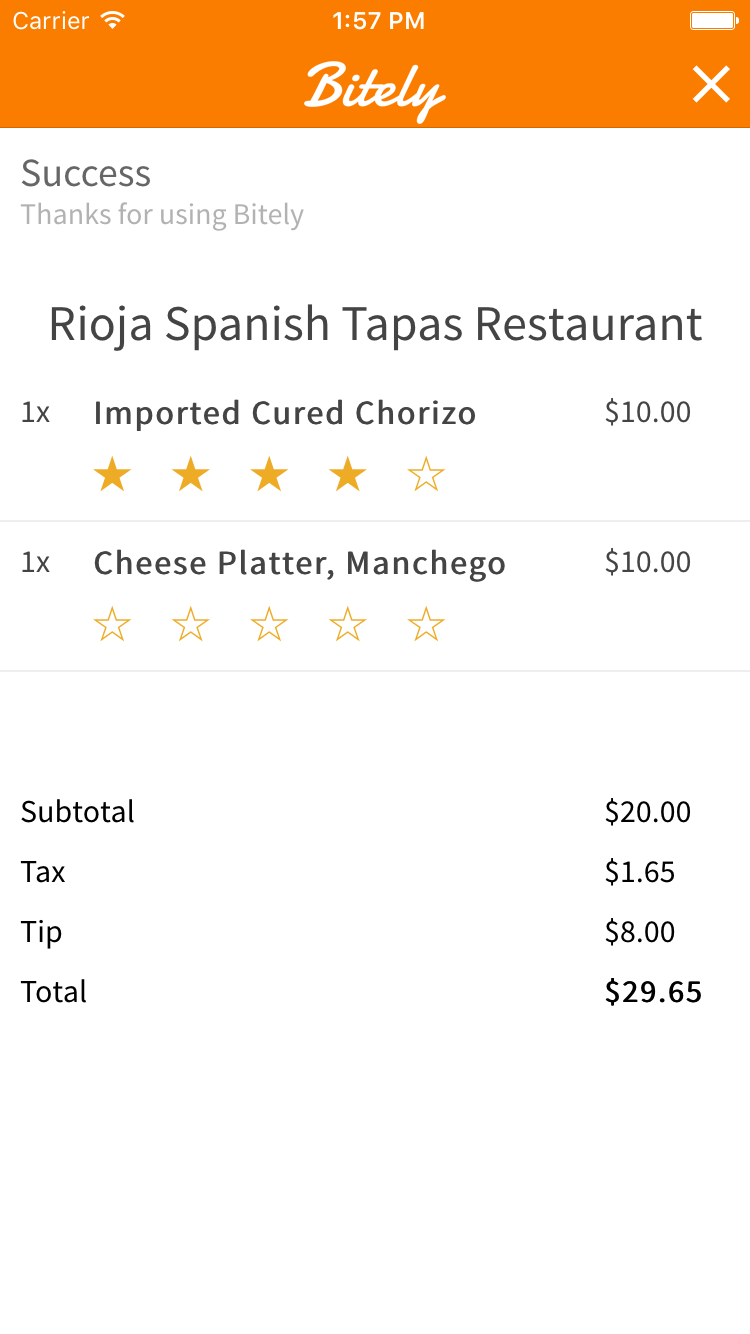 Carrier 1:57 PM
Bitely
Success
Thanks for using Bitely
Rioja Spanish Tapas Restaurant
1x Imported Cured Chorizo $10.00
1x Cheese Platter, Manchego $10.00
Subtotal $20.00
Tax $1.65
Tip $8.00
Total $29.65